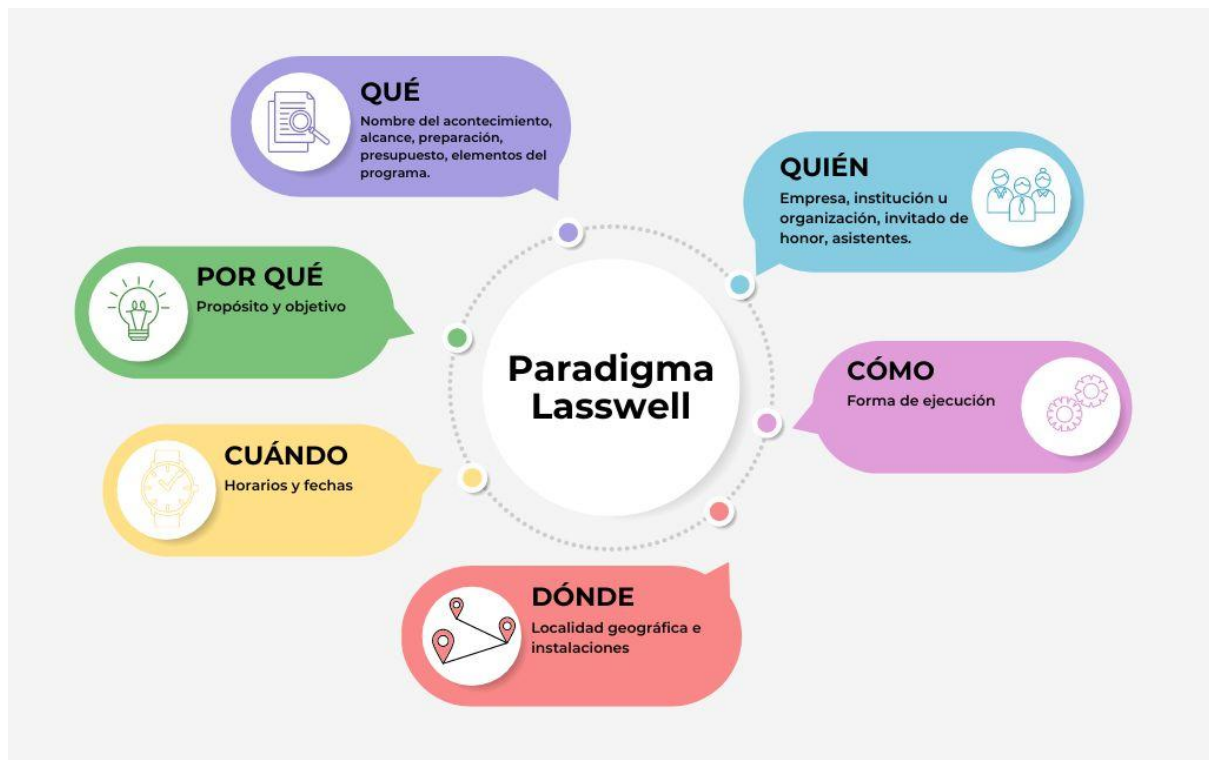 QUÉ
Nombre del acontecimiento,
alcance, preparación,
presupuesto, elementos del
programa.
QUIÉN
Empresa, institución u
organización, invitado de
honor, asistentes.
POR QUÉ
Propósito y objetivo
Paradigma
Lasswell
CÓMO
Forma de ejecución
CUÁNDO
Horarios y fechas
DÓNDE
Localidad geográfica e
instalaciones